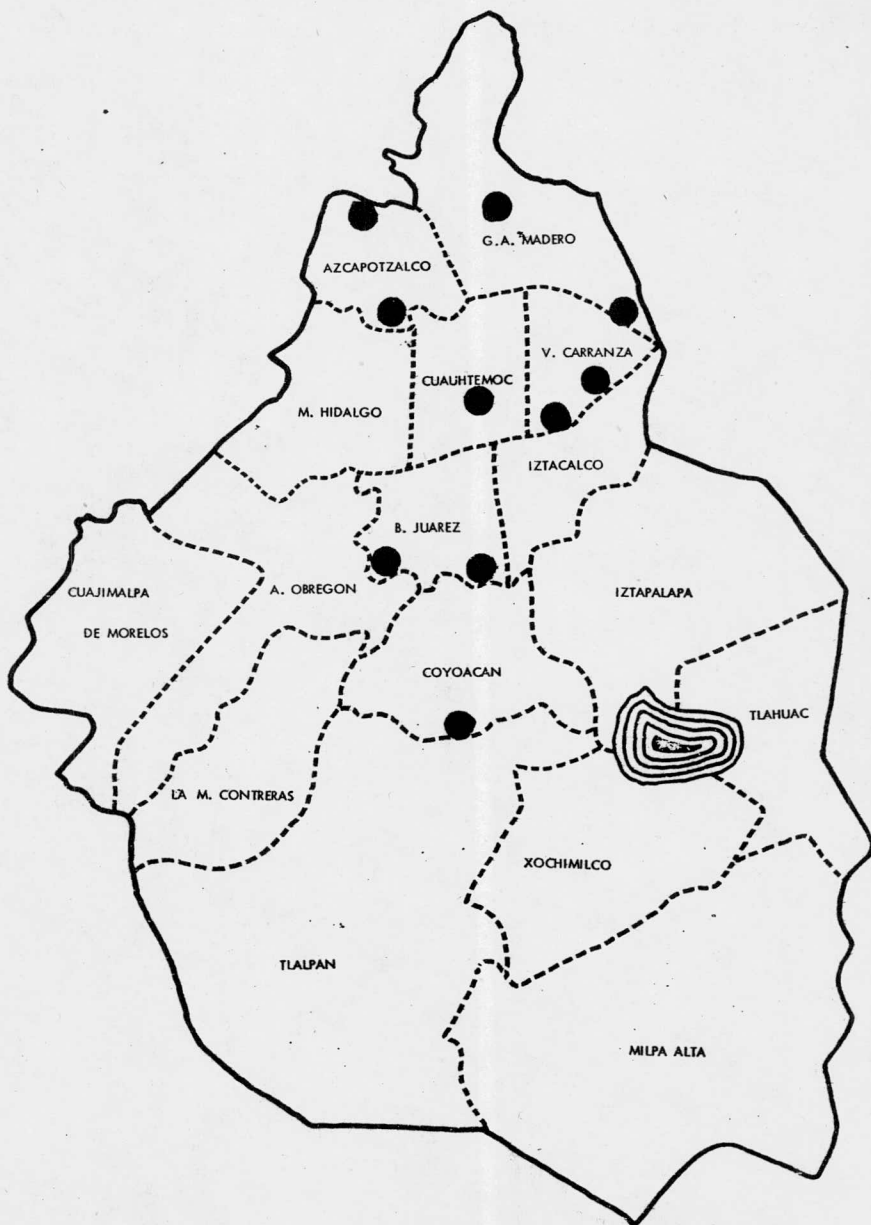 G.A. MADERO
AZCAPOTZALCO
V. CARRANZA
CUAUHTEMOC
M. HIDALGO
IZTACALCO
B. JUAREZ
CUAJIMALPA
DE MORELOS
A. OBREGON
IZTAPALAPA
COYOACAN
TLAHUAC
LA M. CONTRERAS
XOCHIMILCO
TLALPAN
MILPA ALTA